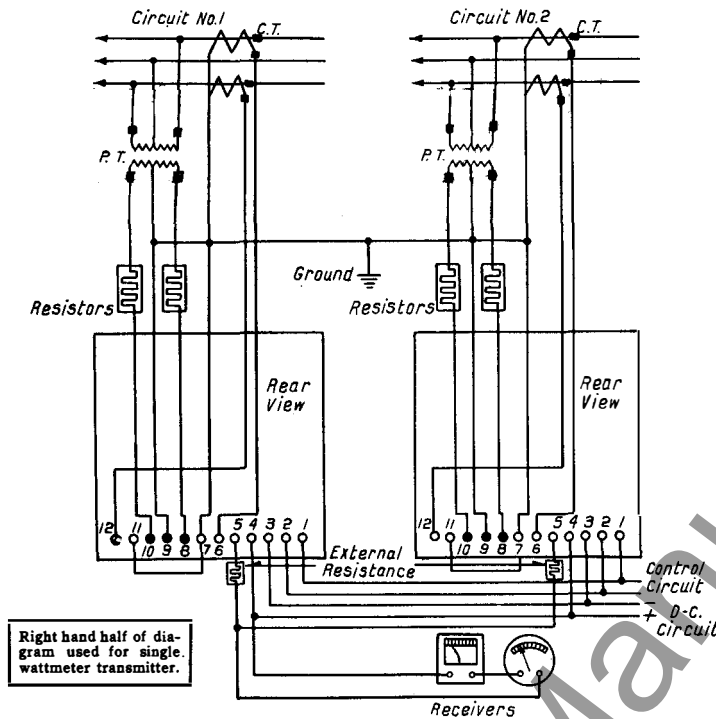 Circuit No.1
C.T.
Circuit No.2
C.T.
P.T.
P.T.
Ground
Resistors
Resistors
Rear
View
Rear
View
12 11 10 9 8 7 6 5 4 3 2 1
12 11 10 9 8 7 6 5 4 3 2 1
External
Resistance
Control
Circuit
-
+ D-C.
Circuit
Right hand half of dia-
gram used for single
wattmeter transmitter.
Receivers
Manu